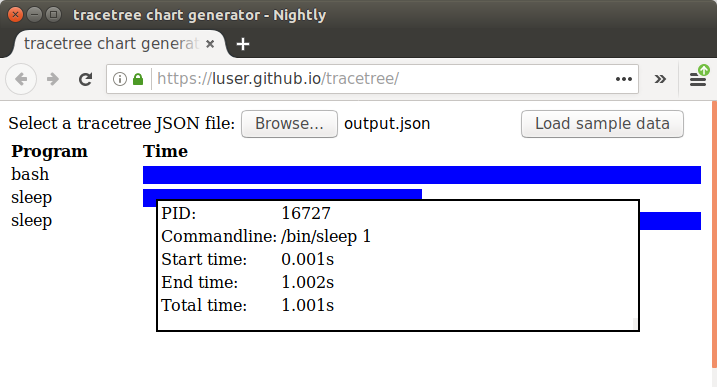 tracetree chart generator - Nightly
tracetree chart generat
https://luser.github.io/tracetree/
Select a tracetree JSON file: Browse... output.json Load sample data
Program Time
bash
sleep
sleep
PID: 16727
Commandline: /bin/sleep 1
Start time: 0.001s
End time: 1.002s
Total time: 1.001s